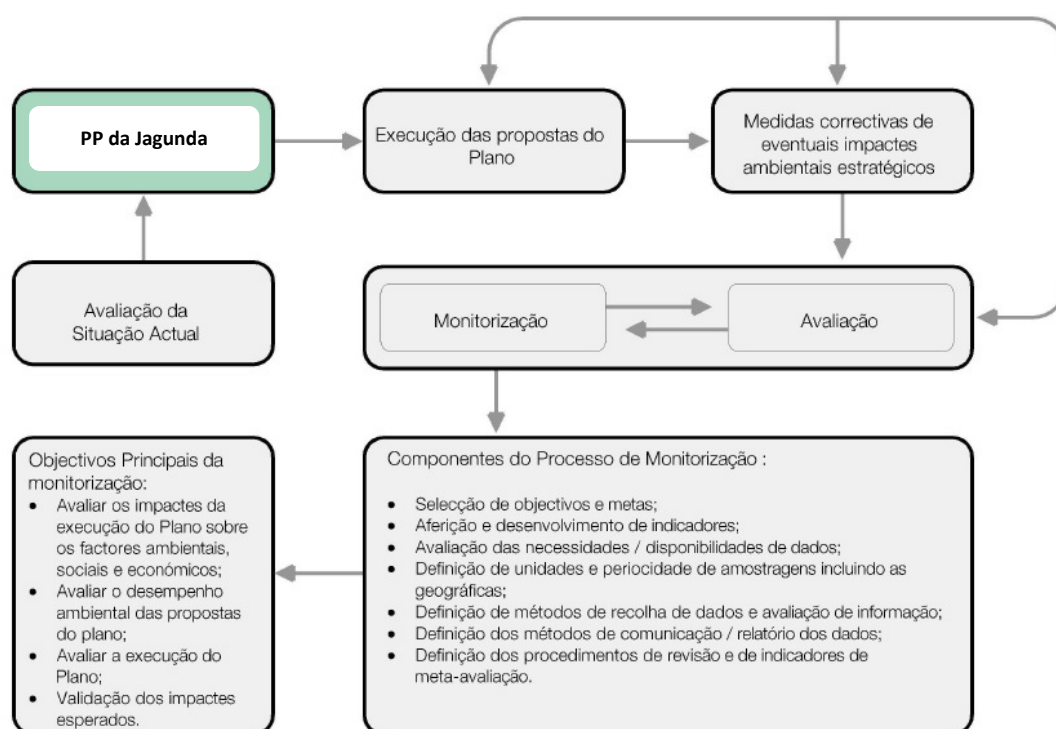 PP da Jagunda
Execução das propostas do
Plano
Medidas correctivas de
eventuais impactes
ambientais estratégicos
Avaliação da
Situação Actual
Monitorização
Avaliação
Objectivos Principais da
monitorização:
• Avaliar os impactes da
execução do Plano sobre
os factores ambientais,
sociais e económicos;
• Avaliar o desempenho
ambiental das propostas
do plano;
• Avaliar a execução do
Plano;
• Validação dos impactes
esperados.
Componentes do Processo de Monitorização :
• Selecção de objectivos e metas;
• Aferição e desenvolvimento de indicadores;
• Avaliação das necessidades / disponibilidades de dados;
• Definição de unidades e periocidade de amostragens incluindo as
geográficas;
• Definição de métodos de recolha de dados e avaliação de informação;
• Definição dos métodos de comunicação / relatório dos dados;
• Definição dos procedimentos de revisão e de indicadores de
meta-avaliação.